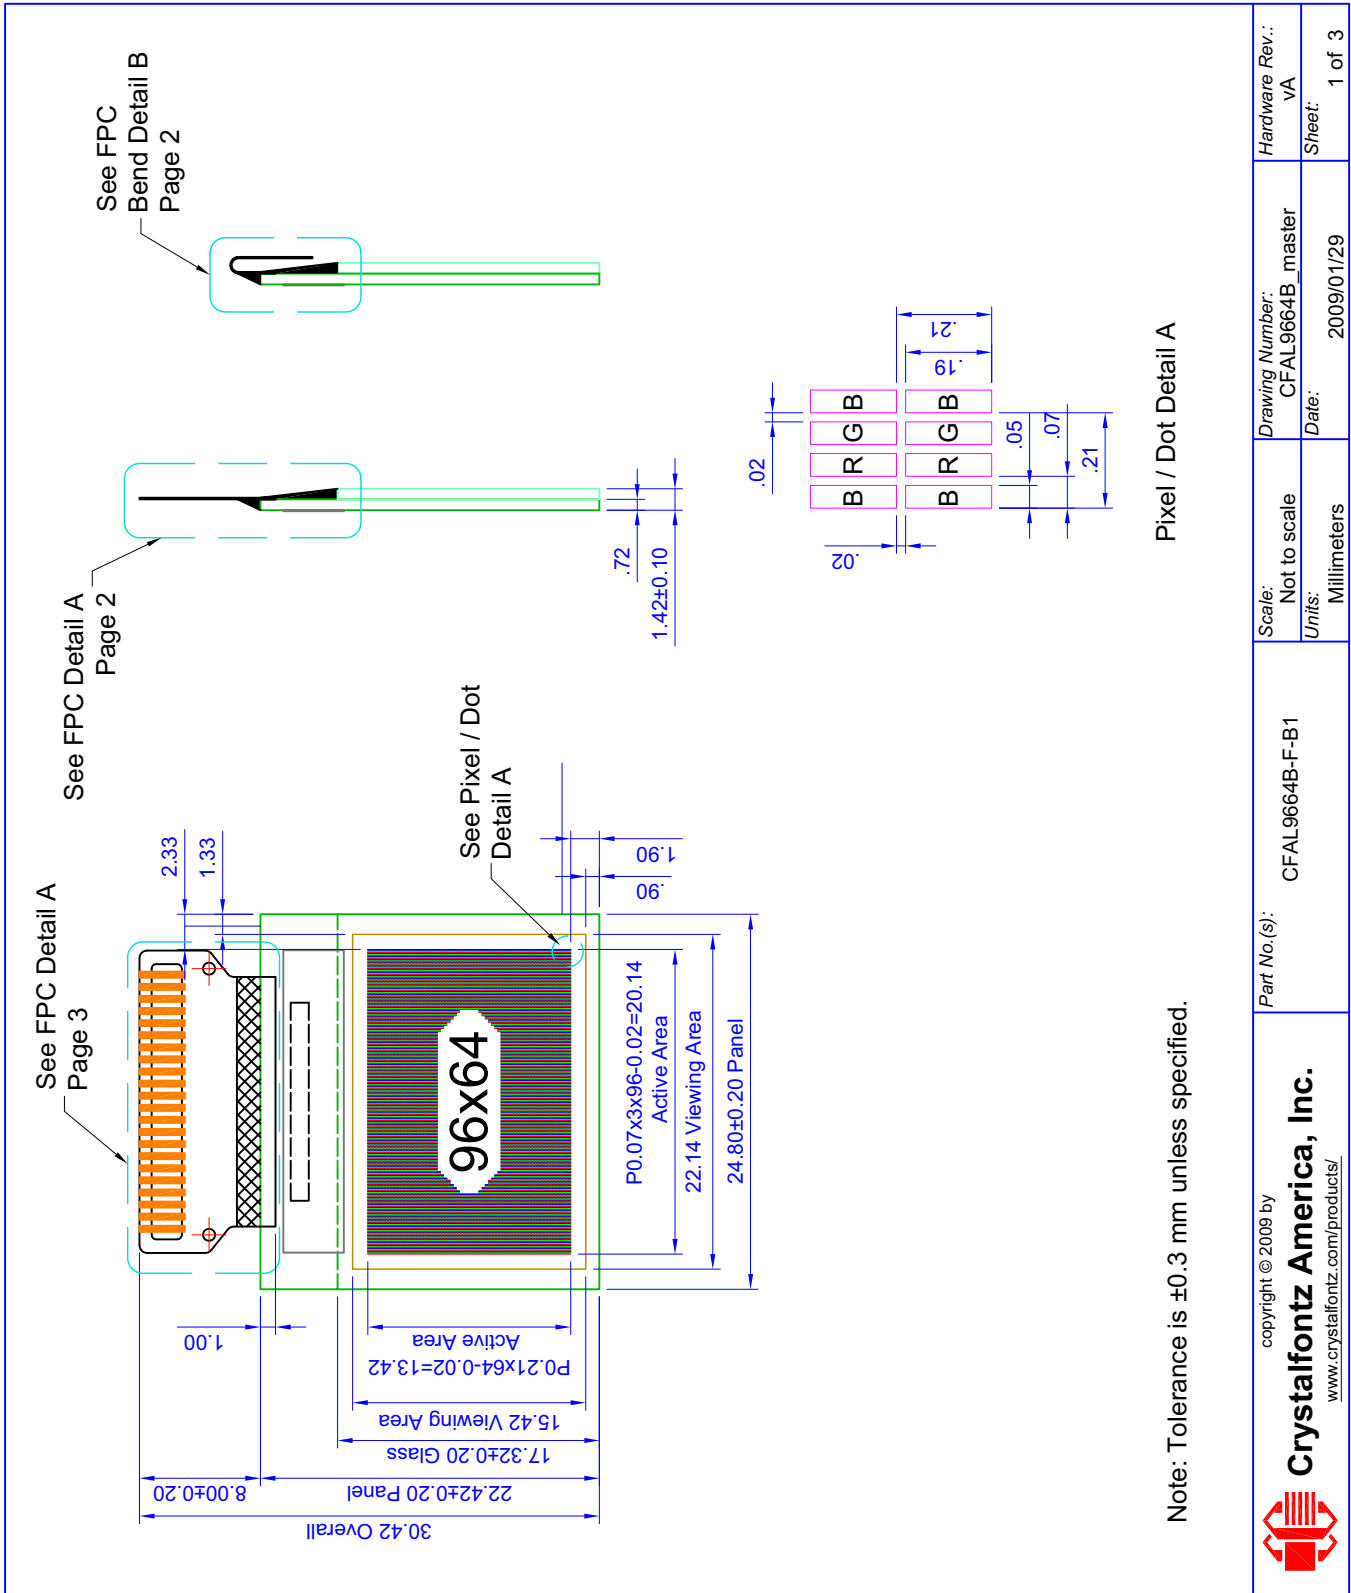 See FPC Detail A
Page 3
See FPC Detail A
Page 2
See FPC
Bend Detail B
Page 2
2.33
1.33
1.00
8.00±0.20
30.42 Overall
22.42±0.20 Panel
17.32±0.20 Glass
15.42 Viewing Area
P0.21x64-0.02=13.42
Active Area
96x64
See Pixel / Dot
Detail A
1.90
.90
P0.07x3x96-0.02=20.14
Active Area
22.14 Viewing Area
24.80±0.20 Panel
.72
1.42±0.10
.02
.02
B R G B
B R G B
.21
.19
.05
.07
.21
Pixel / Dot Detail A
Note: Tolerance is ±0.3 mm unless specified.
copyright © 2009 by
Crystalfontz America, Inc.
www.crystalfontz.com/products/
Part No.(s):
CFAL9664B-F-B1
Scale:
Not to scale
Units:
Millimeters
Drawing Number:
CFAL9664B_master
Date:
2009/01/29
Hardware Rev.:
vA
Sheet:
1 of 3